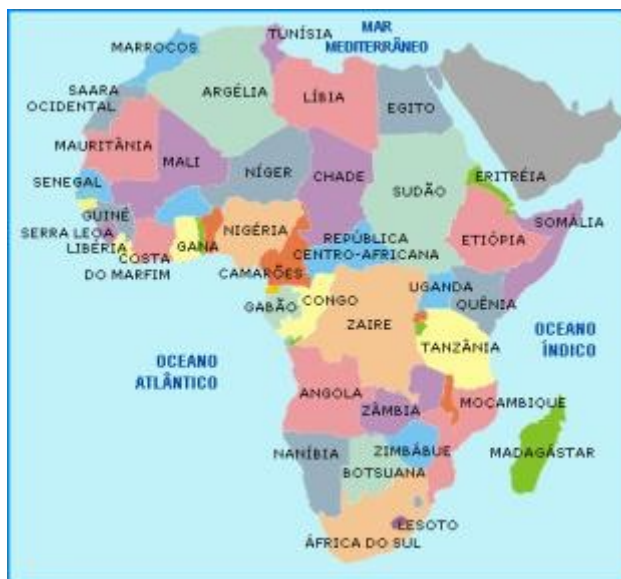 TUNÍSIA
MAR
MEDITERRÂNEO
MARROCOS
SAARA
OCIDENTAL
ARGÉLIA
LÍBIA
EGITO
MAURITÂNIA
MALI
NÍGER
CHADE
SUDÃO
ERITRÉIA
SENEGAL
GUINÉ
SERRA LEOA
LIBÉRIA
COSTA
DO MARFIM
GANA
NIGÉRIA
CAMARÕES
REPÚBLICA
CENTRO-AFRICANA
ETIÓPIA
SOMÁLIA
UGANDA
QUÊNIA
GABÃO
CONGO
ZAIRE
TANZÂNIA
OCEANO
ÍNDICO
OCEANO
ATLÂNTICO
ANGOLA
ZÂMBIA
MOÇAMBIQUE
NANÍBIA
ZIMBÁBUE
BOTSUANA
MADAGÁSTAR
LESOTO
ÁFRICA DO SUL